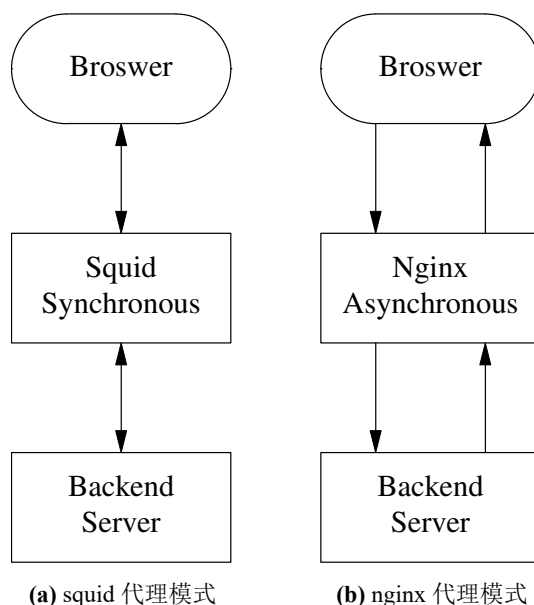 Broswer
Squid
Synchronous
Backend
Server
(a) squid 代理模式
Broswer
Nginx
Asynchronous
Backend
Server
(b) nginx 代理模式